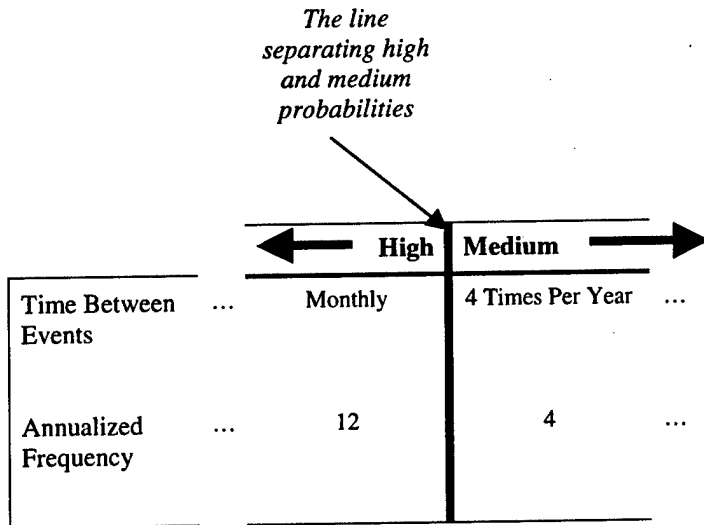 The line
separating high
and medium
probabilities
High Medium
Time Between ... Monthly 4 Times Per Year ...
Events
Annualized ... 12 4 ...
Frequency